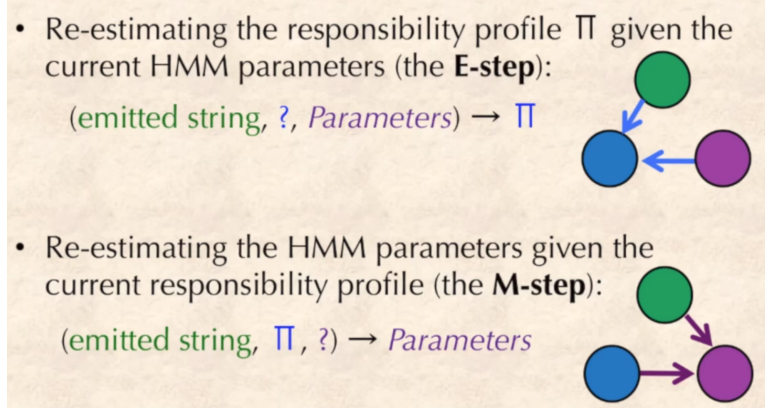 • Re-estimating the responsibility profile Π given the
current HMM parameters (the E-step):
(emitted string, ?, Parameters) → Π
• Re-estimating the HMM parameters given the
current responsibility profile (the M-step):
(emitted string, Π, ?) → Parameters